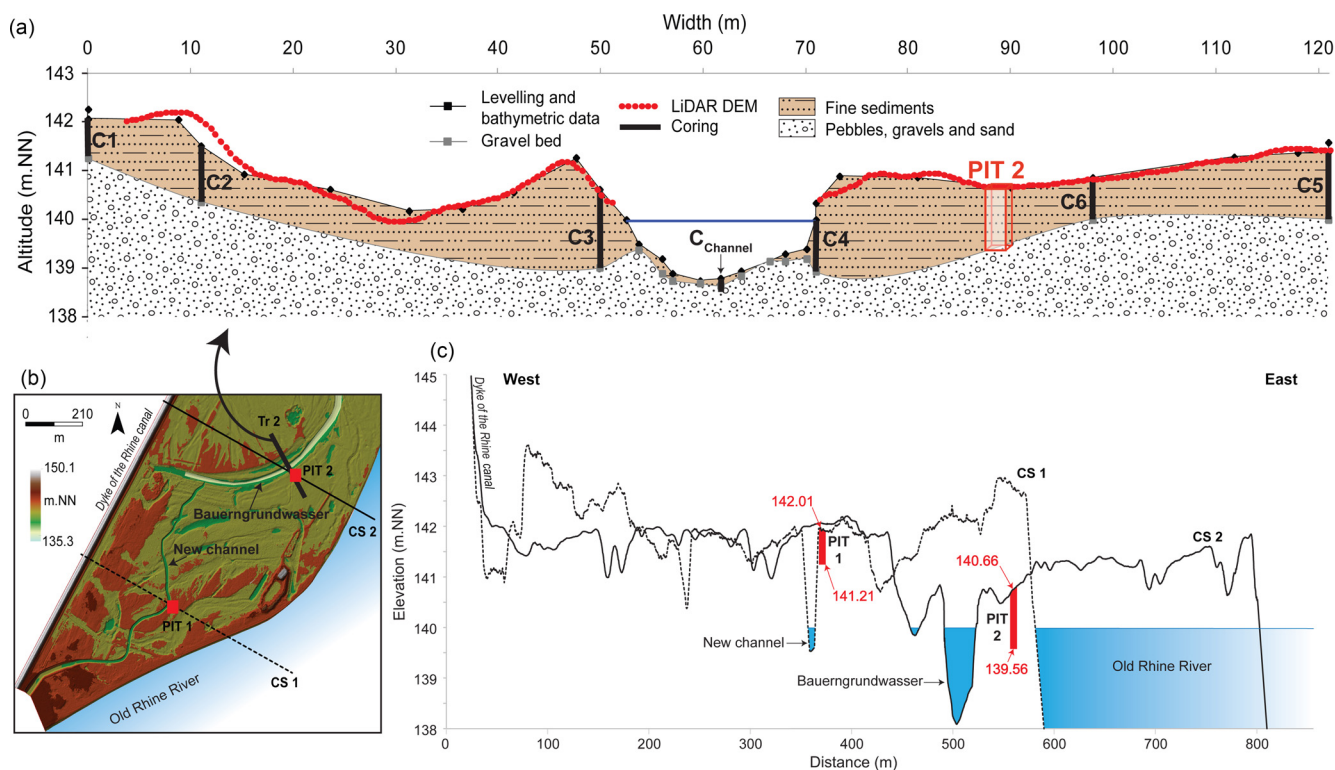 (a)
Width (m)
0 10 20 30 40 50 60 70 80 90 100 110 120
Altitude (m.NN)
143
142
141
140
139
138
Levelling and
bathymetric data
Gravel bed
LiDAR DEM
Coring
Fine sediments
Pebbles, gravels and sand
C1
C2
C3
C Channel
C4
PIT 2
C6
C5
(b)
0 210
m
N
150.1
m.NN
135.3
Dyke of the Rhine canal
Tr 2
PIT 2
Bauerngrundwasser
CS 2
New channel
PIT 1
CS 1
Old Rhine River
(c)
West
East
Elevation (m.NN)
145
144
143
142
141
140
139
138
Dyke of the Rhine canal
CS 1
142.01
PIT
1
141.21
CS 2
140.66
PIT
2
139.56
New channel
Bauerngrundwasser
Old Rhine River
0 100 200 300 400 500 600 700 800
Distance (m)